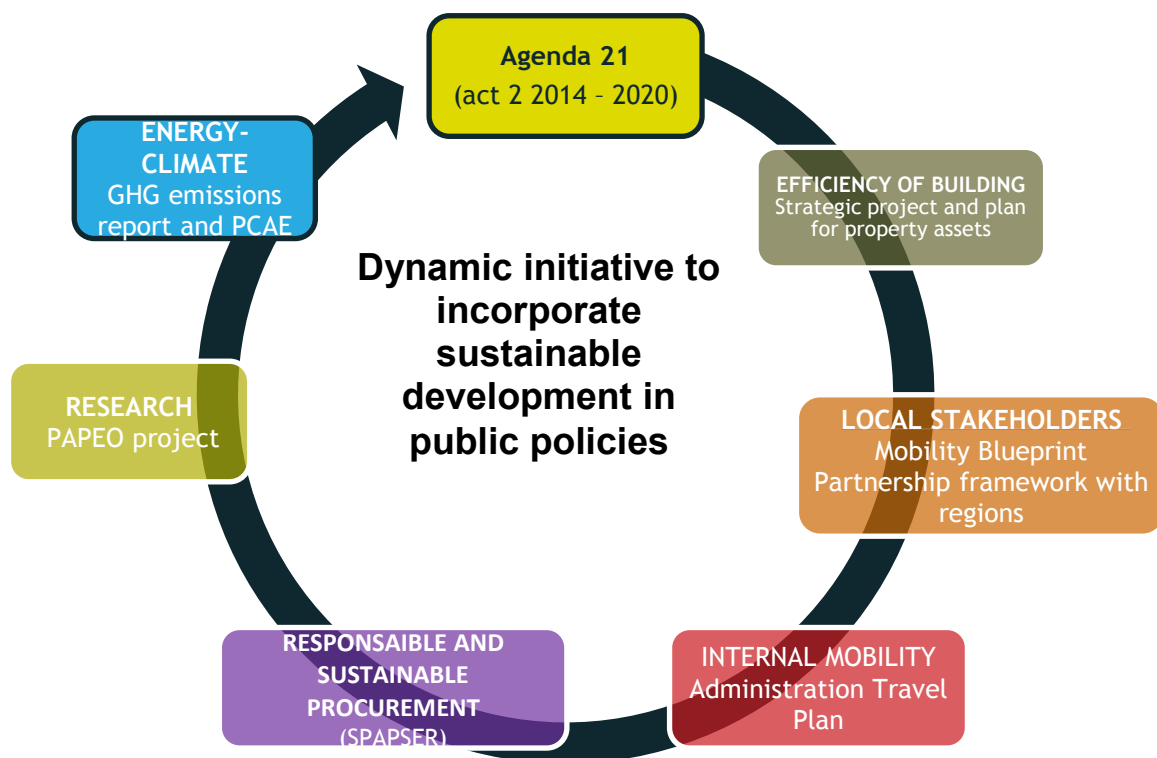 Agenda 21
(act 2 2014 – 2020)
EFFICIENCY OF BUILDING
Strategic project and plan
for property assets
LOCAL STAKEHOLDERS
Mobility Blueprint
Partnership framework with
regions
INTERNAL MOBILITY
Administration Travel
Plan
RESPONSAIBLE AND
SUSTAINABLE
PROCUREMENT
(SPAPSER)
RESEARCH
PAPEO project
ENERGY-
CLIMATE
GHG emissions
report and PCAE
Dynamic initiative to
incorporate
sustainable
development in
public policies